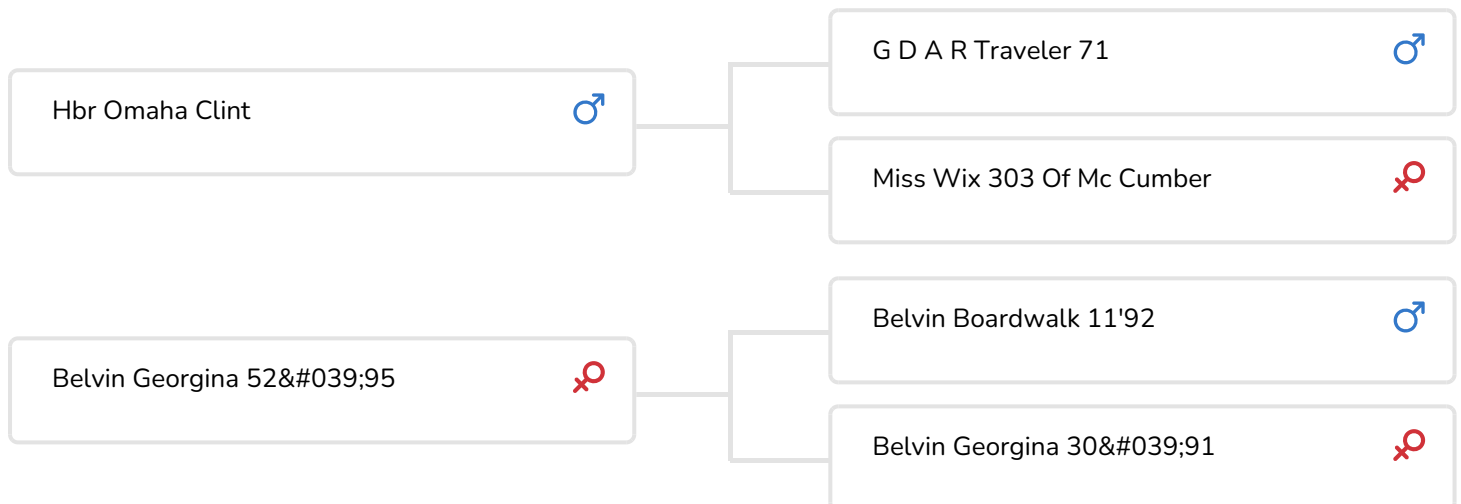 G D A R Traveler 71
Hbr Omaha Clint
Miss Wix 303 Of Mc Cumber
Belvin Boardwalk 11'92
Belvin Georgina 52&#039;95
Belvin Georgina 30&#039;91